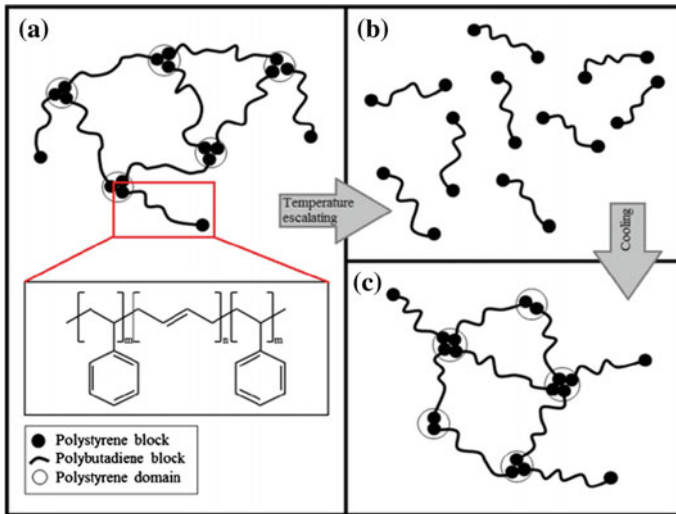 (a)
m
n
m
Polystyrene block
Polybutadiene block
Polystyrene domain
Temperature
escalating
(b)
Cooling
(c)